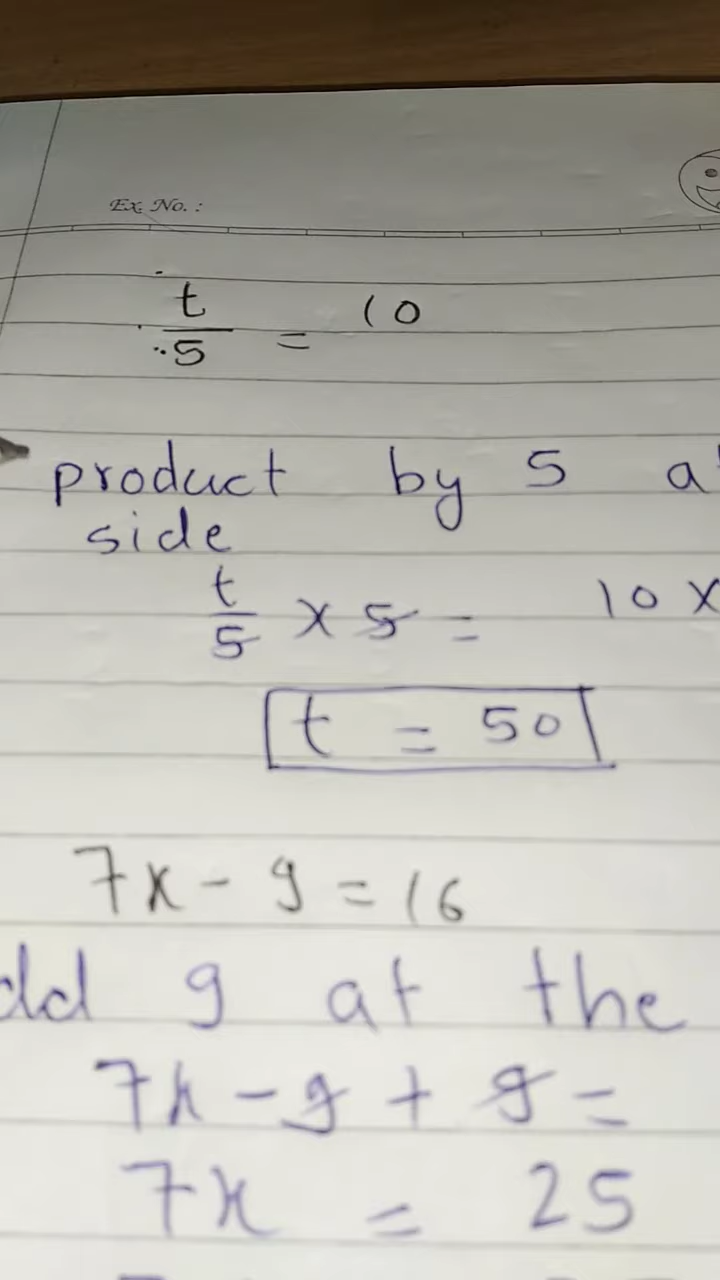 Ex. No. :
t/5 = 10
product by 5
side
t/5 × 5 = 10 ×
t = 50
7x - 9 = 16
9 at the
7x - 9 + 9 =
7x = 25